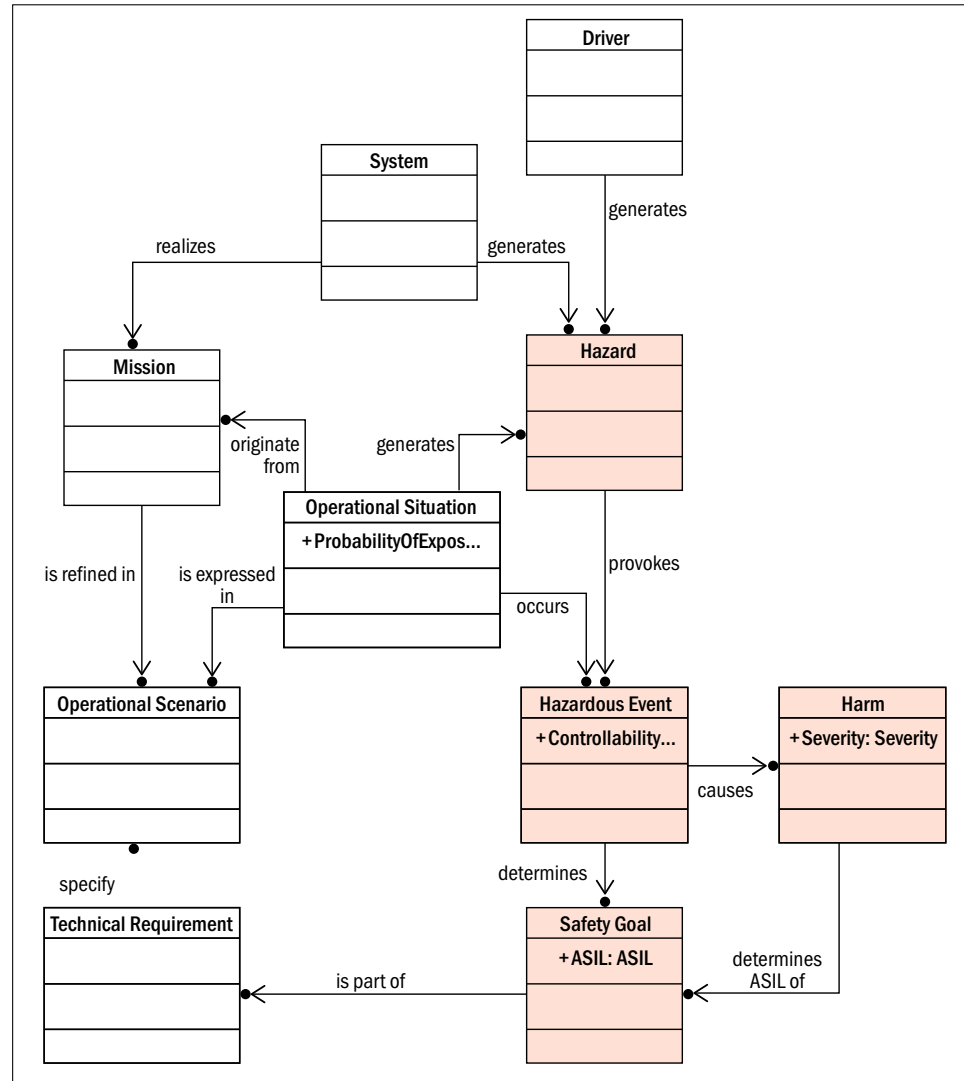 Driver
System
generates
realizes
generates
Hazard
Mission
originate
from
generates
Operational Situation
+ProbabilityOfExpos...
is refined in
is expressed
in
provokes
occurs
Operational Scenario
Hazardous Event
Harm
+Controllability...
+Severity: Severity
causes
determines
specify
Technical Requirement
Safety Goal
+ASIL: ASIL
determines
ASIL of
is part of